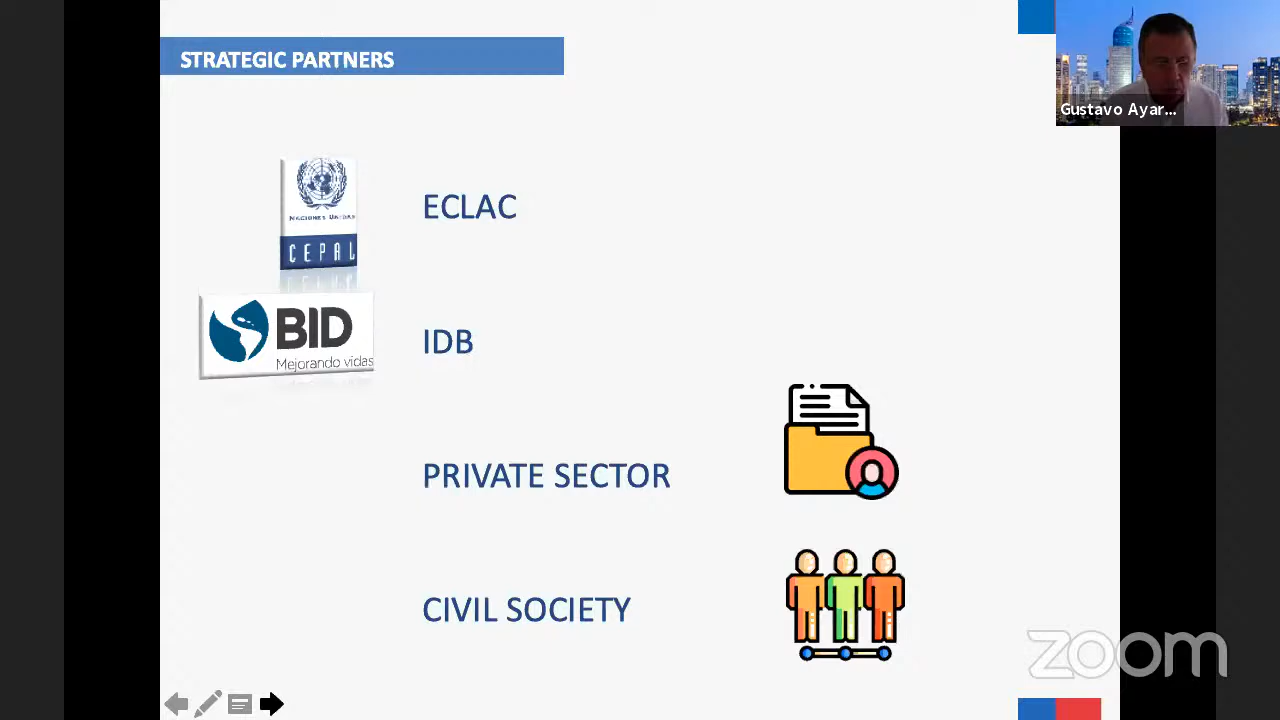 STRATEGIC PARTNERS
Gustavo Ayar...
NACIONES UNIDAS
CEPAL
ECLAC
BID
Mejorando vidas
IDB
PRIVATE SECTOR
CIVIL SOCIETY
zoom